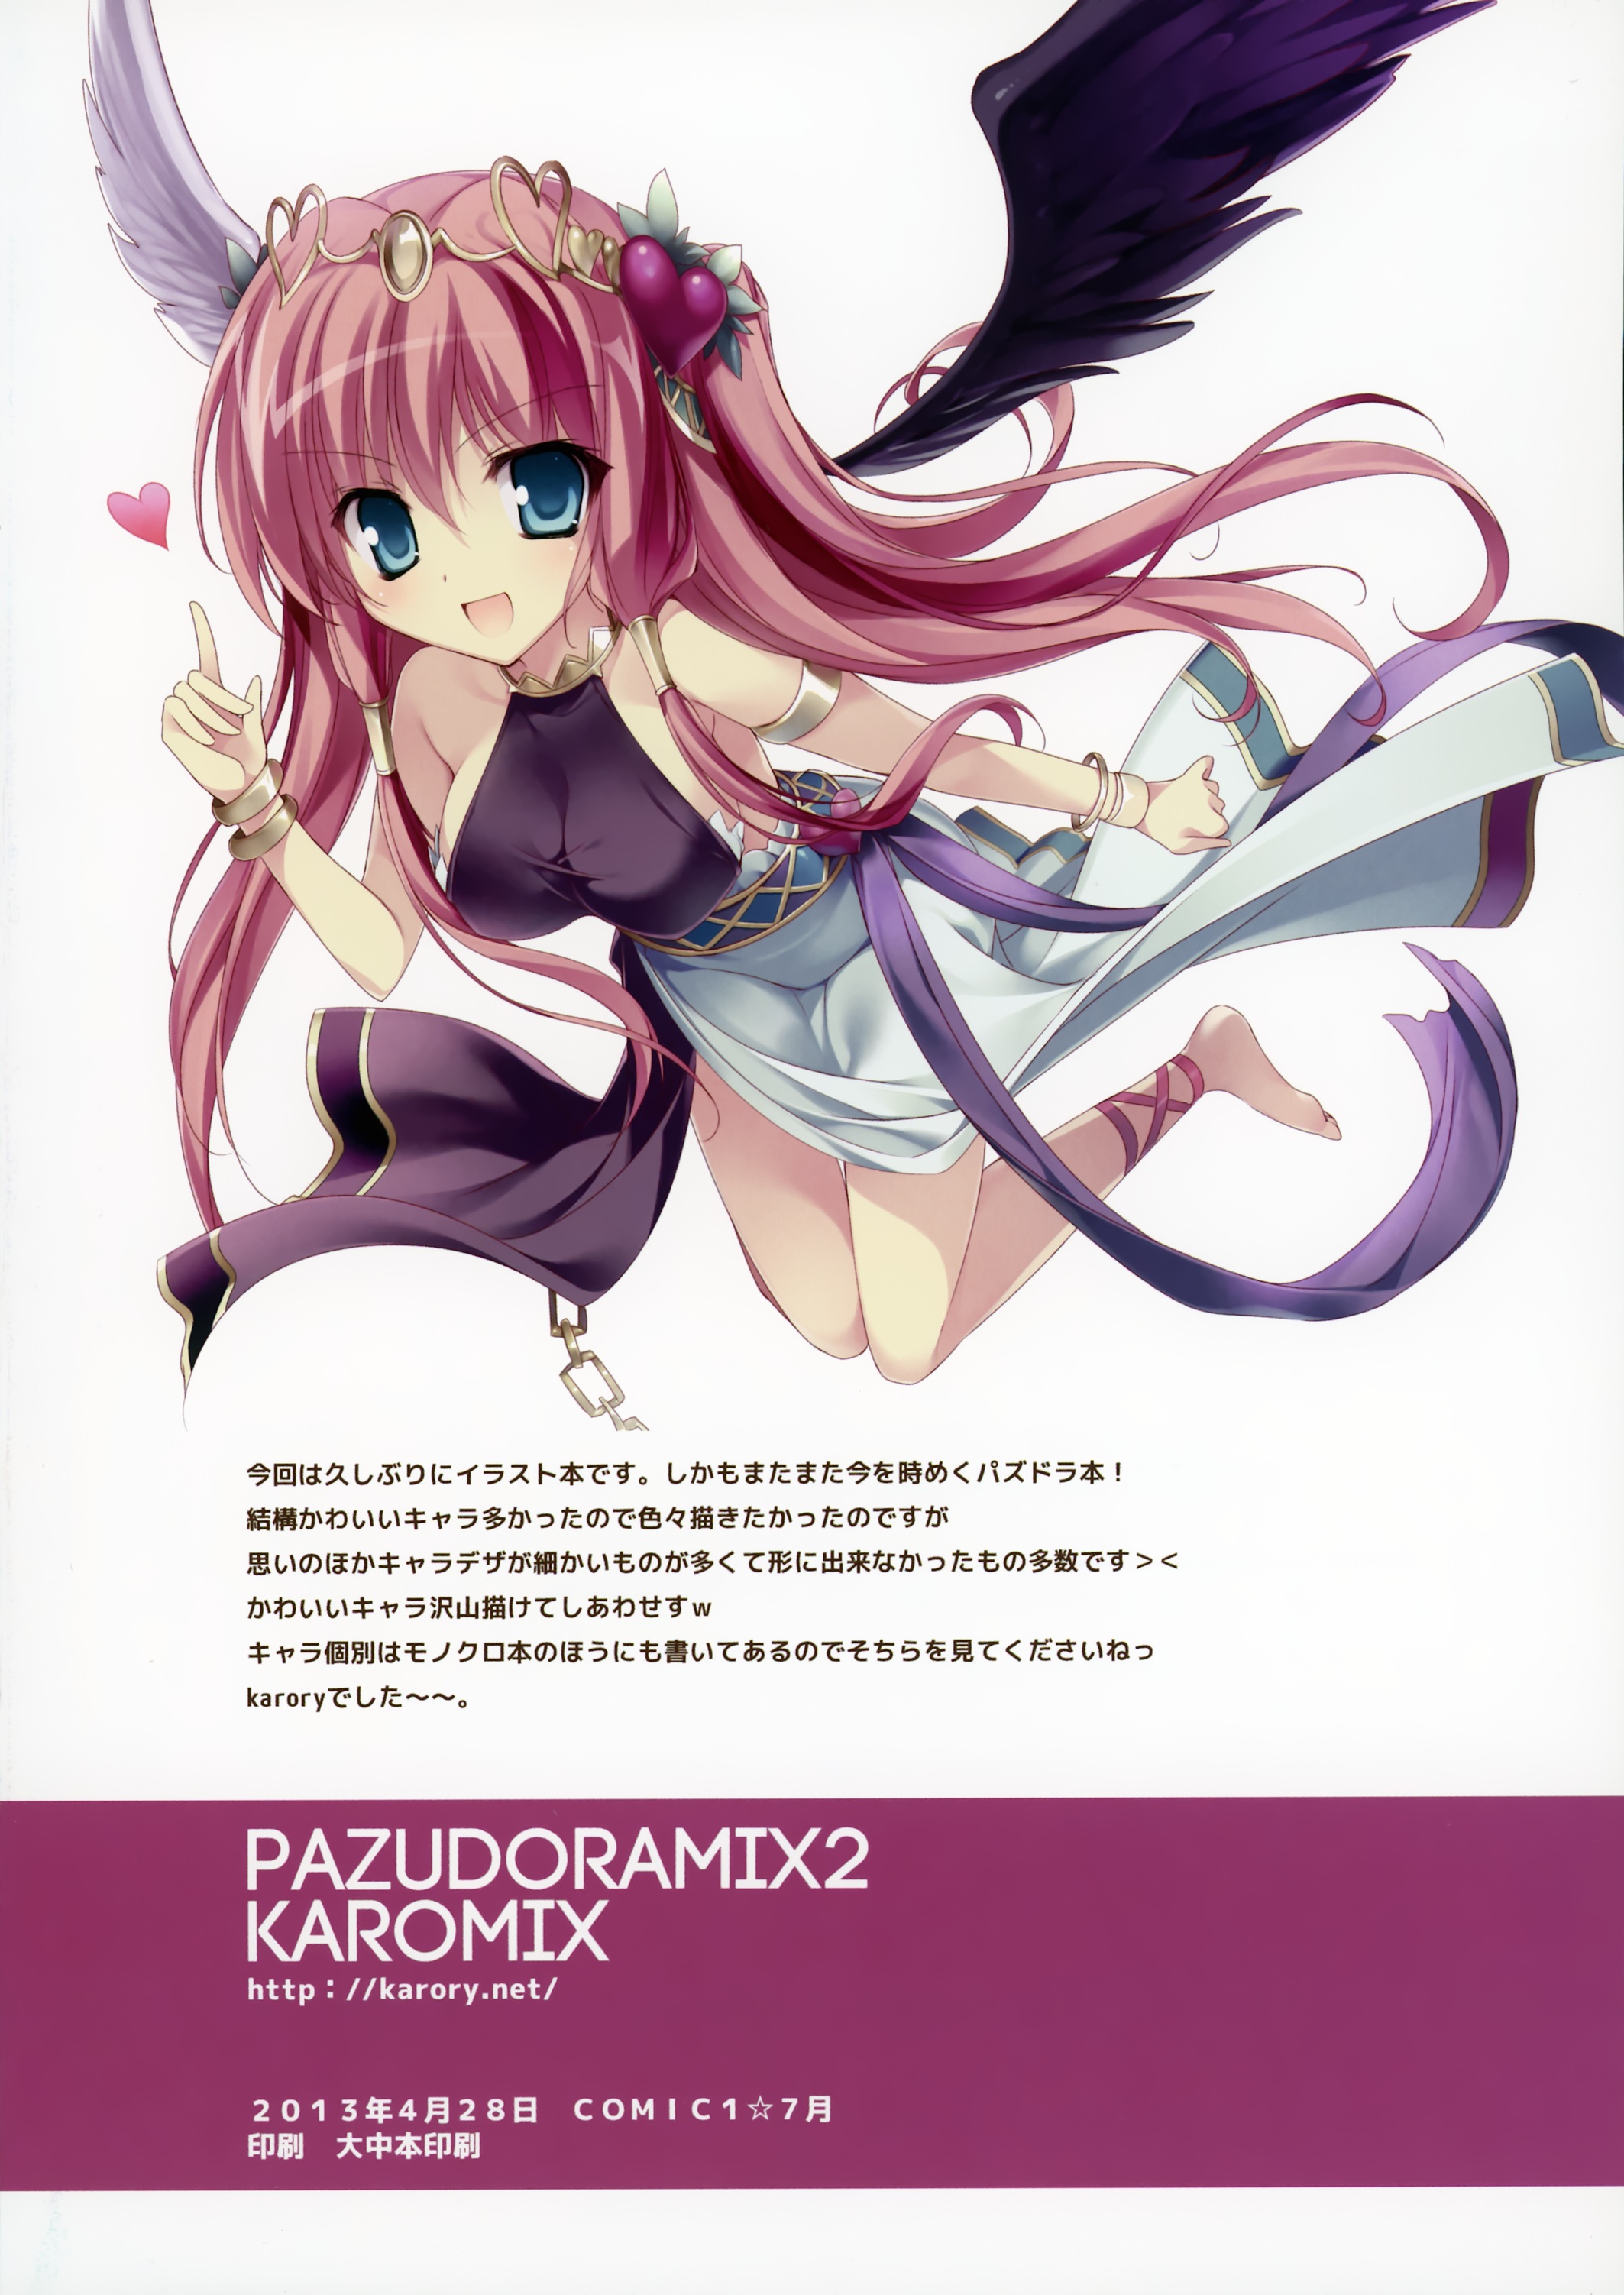 今回は久しぶりにイラスト本です。しかもまたまた今を時めくパズドラ本！
結構かわいいキャラ多かったので色々描きたかったのですが
思いのほかキャラデザが細かいものが多くて形に出来なかったもの多数です＞＜
かわいいキャラ沢山描けてしあわせすｗ
キャラ個別はモノクロ本のほうにも書いてあるのでそちらを見てくださいねっ
karoryでした～～。
PAZUDORAMIX2
KAROMIX
http：//karory.net/
２０１３年４月２８日　ＣＯＭＩＣ１☆７月
印刷　大中本印刷